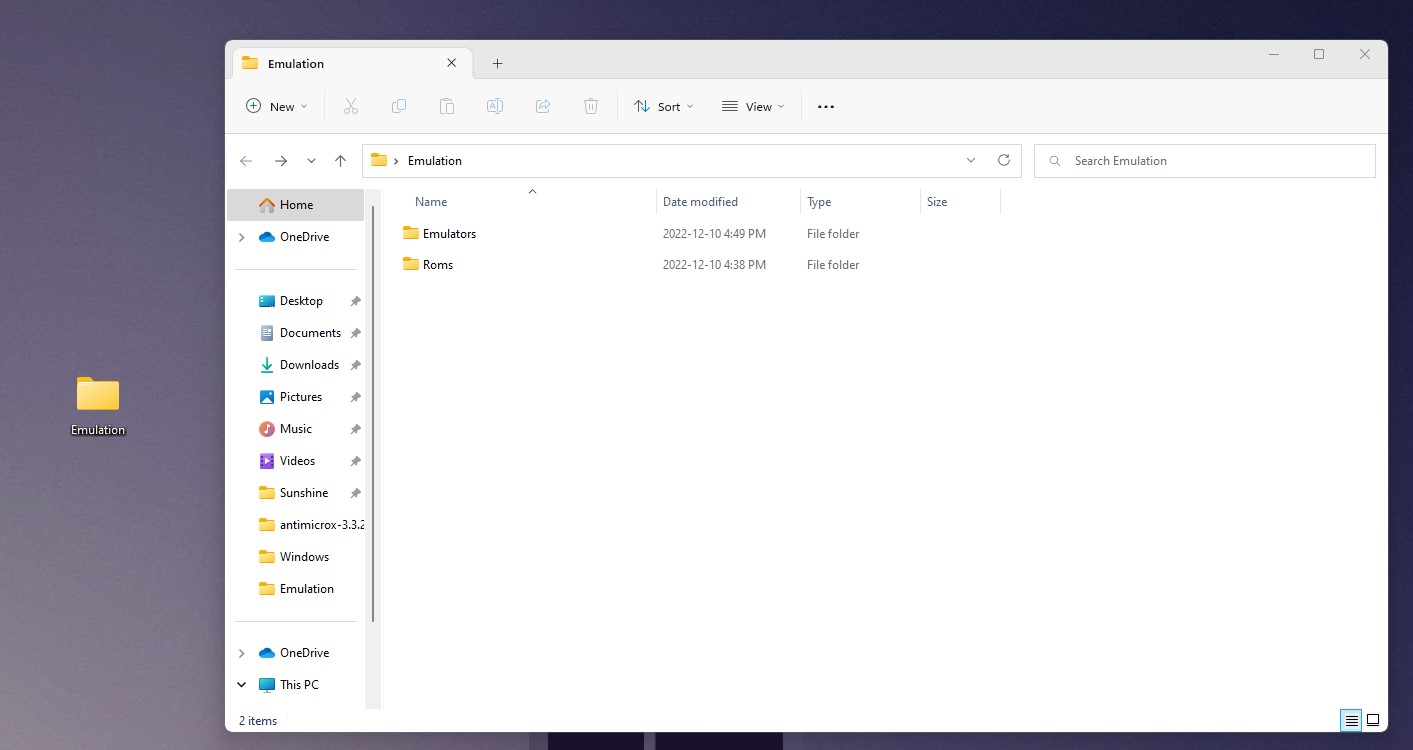 Emulation
New
Sort
View
Emulation
Search Emulation
Home
OneDrive
Desktop
Documents
Downloads
Pictures
Music
Videos
Sunshine
antimicrox-3.3.2
Windows
Emulation
OneDrive
This PC
Name Date modified Type Size
Emulators 2022-12-10 4:49 PM File folder
Roms 2022-12-10 4:38 PM File folder
2 items
Emulation